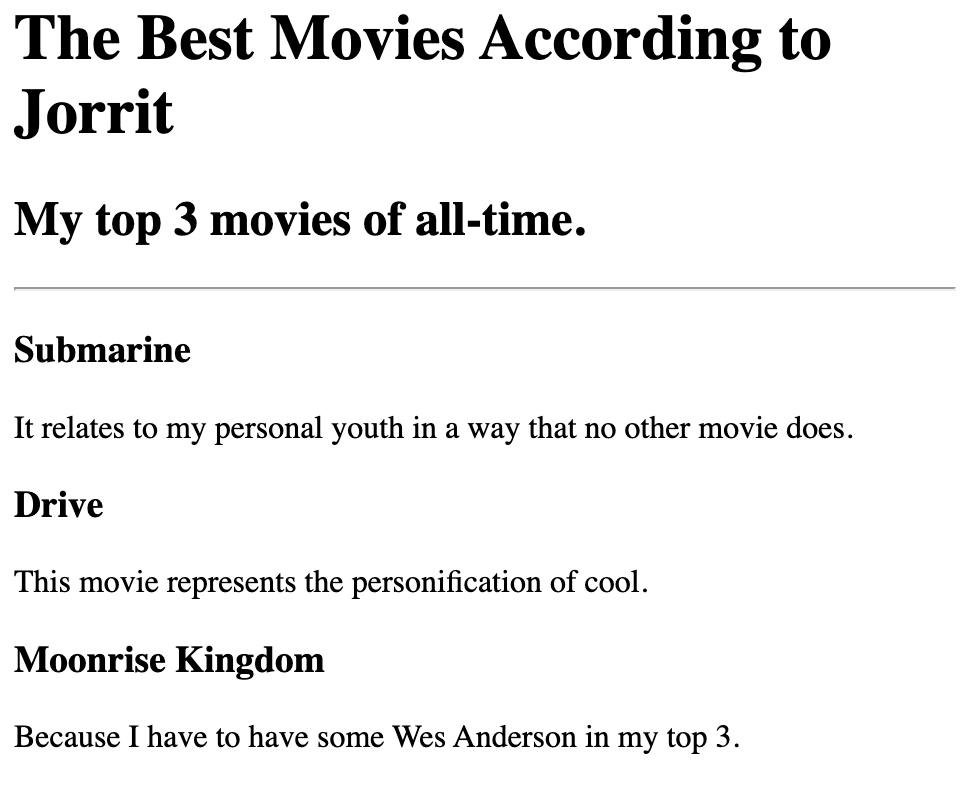 The Best Movies According to
Jorrit
My top 3 movies of all-time.
Submarine
It relates to my personal youth in a way that no other movie does.
Drive
This movie represents the personification of cool.
Moonrise Kingdom
Because I have to have some Wes Anderson in my top 3.